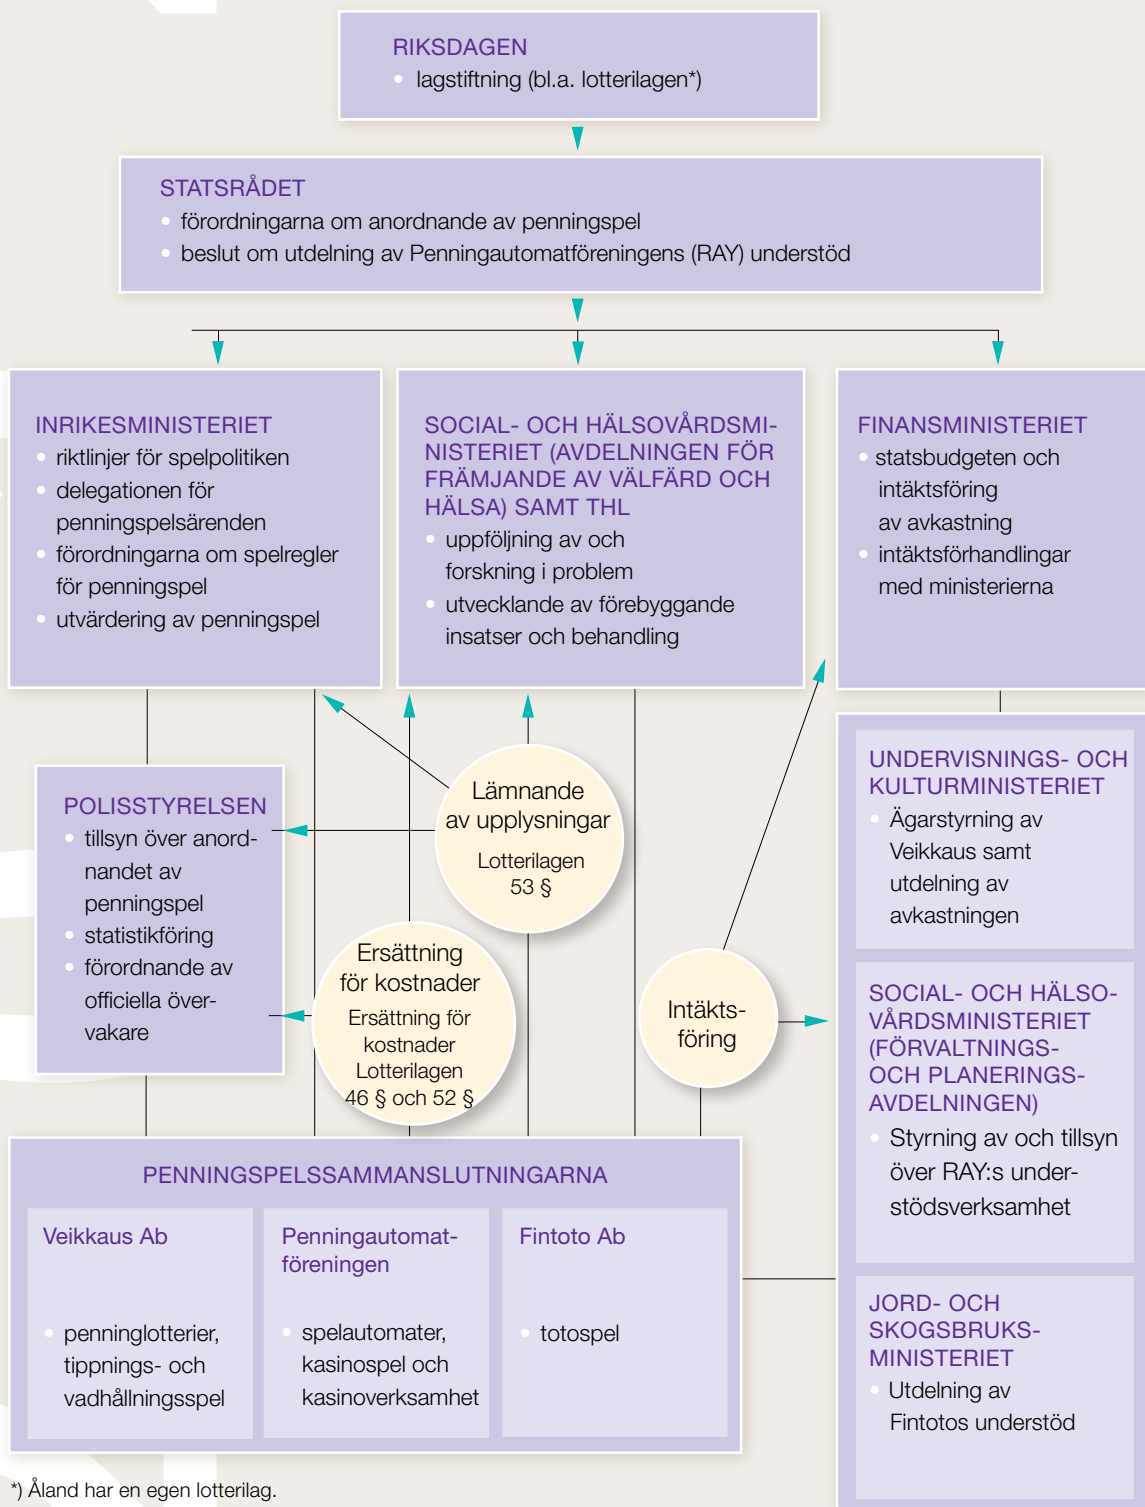 RIKSDAGEN
• lagstiftning (bl.a. lotterilagen*)
STATSRÅDET
• förordningarna om anordnande av penningspel
• beslut om utdelning av Penningautomatföreningens (RAY) understöd
INRIKESMINISTERIET
• riktlinjer för spelpolitiken
• delegationen för
penningspelsärenden
• förordningarna om spelregler
för penningspel
• utvärdering av penningspel
SOCIAL- OCH HÄLSOVÅRDSMI-
NISTERIET (AVDELNINGEN FÖR
FRÄMJANDE AV VÄLFÄRD OCH
HÄLSA) SAMT THL
• uppföljning av och
forskning i problem
• utvecklande av förebyggande
insatser och behandling
FINANSMINISTERIET
• statsbudgeten och
intäktsföring
av avkastning
• intäktsförhandlingar
med ministerierna
POLISSTYRELSEN
• tillsyn över anord-
nandet av
penningspel
• statistikföring
• förordnande av
officiella över-
vakare
Lämnande
av upplysningar
Lotterilagen
53 §
Ersättning
för kostnader
Ersättning för
kostnader
Lotterilagen
46 § och 52 §
Intäkts-
föring
UNDERVISNINGS- OCH
KULTURMINISTERIET
• Ägarstyrning av
Veikkaus samt
utdelning av
avkastningen
SOCIAL- OCH HÄLSO-
VÅRDSMINISTERIET
(FÖRVALTNINGS-
OCH PLANERINGS-
AVDELNINGEN)
• Styrning av och tillsyn
över RAY:s under-
stödsverksamhet
JORD- OCH
SKOGSBRUKS-
MINISTERIET
• Utdelning av
Fintotos understöd
PENNINGSPELSSAMMANSLUTNINGARNA
Veikkaus Ab
• penninglotterier,
tippnings- och
vadhållningsspel
Penningautomat-
föreningen
• spelautomater,
kasinospel och
kasinoverksamhet
Fintoto Ab
• totospel
*) Åland har en egen lotterilag.